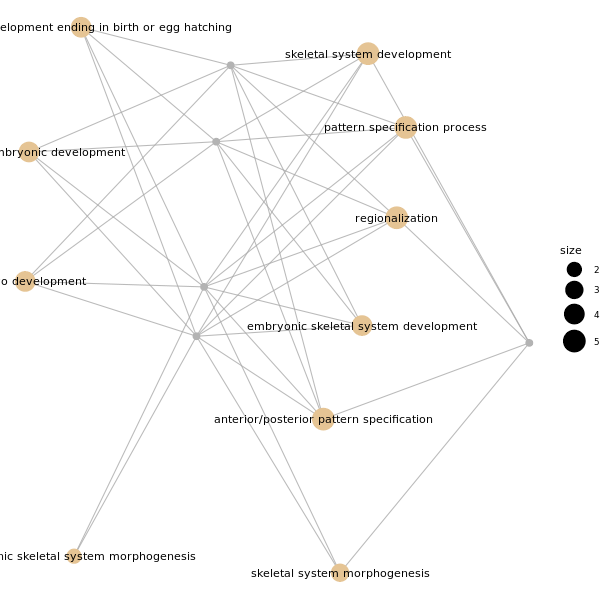 elopment ending in birth or egg hatching
skeletal system development
pattern specification process
nbryonic development
regionalization
size
2
o development
3
4
embryonic skeletal system development
5
anterior/posterior pattern specification
nic skeletal system morphogenesis
skeletal system morphogenesis